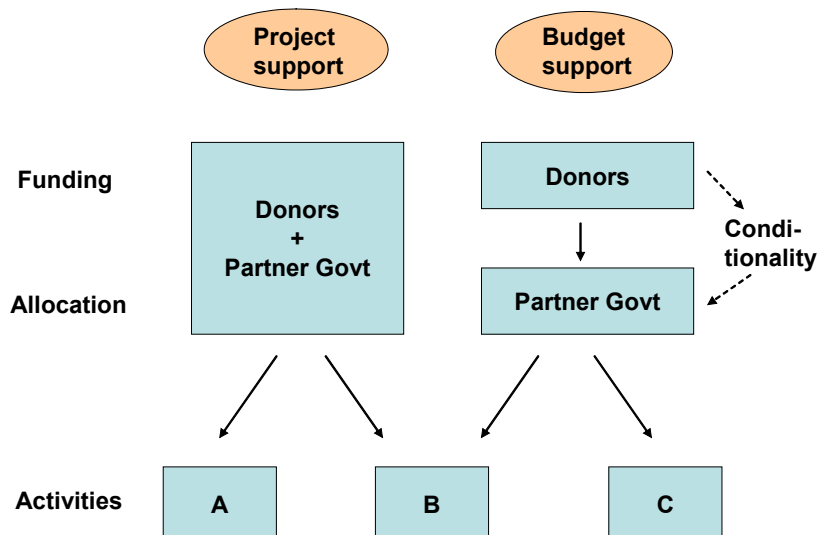 Project
support
Budget
support
Funding
Donors
+
Partner Govt
Donors
Condi-
tionality
Allocation
Partner Govt
Activities
A
B
C